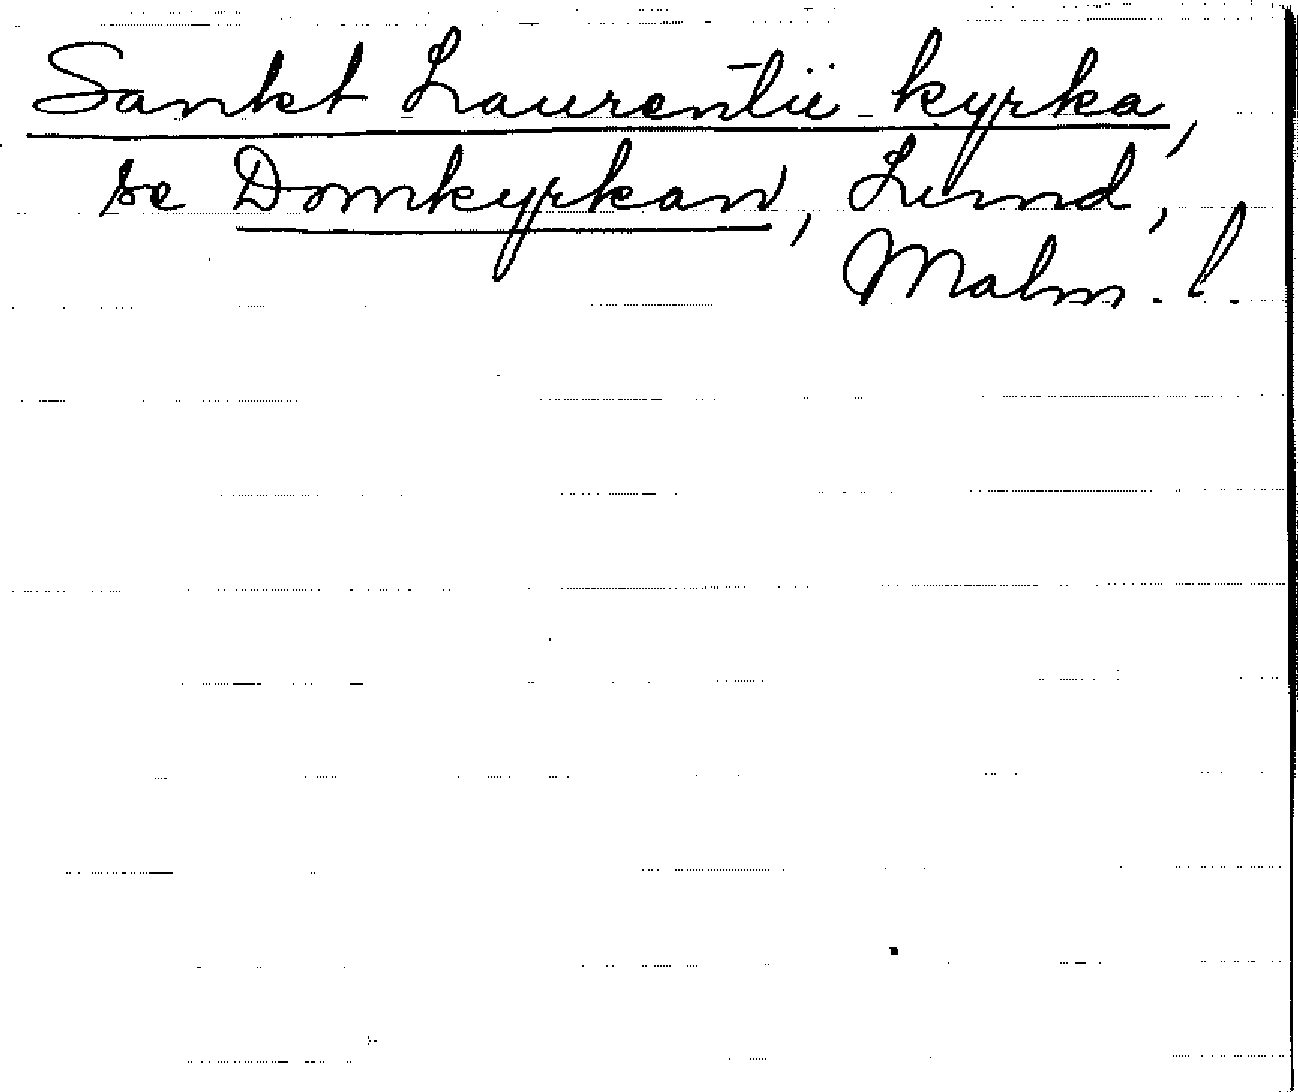 Sankt Laurentii kyrka,
se Domkyrkan, Lund,
Malm. l.